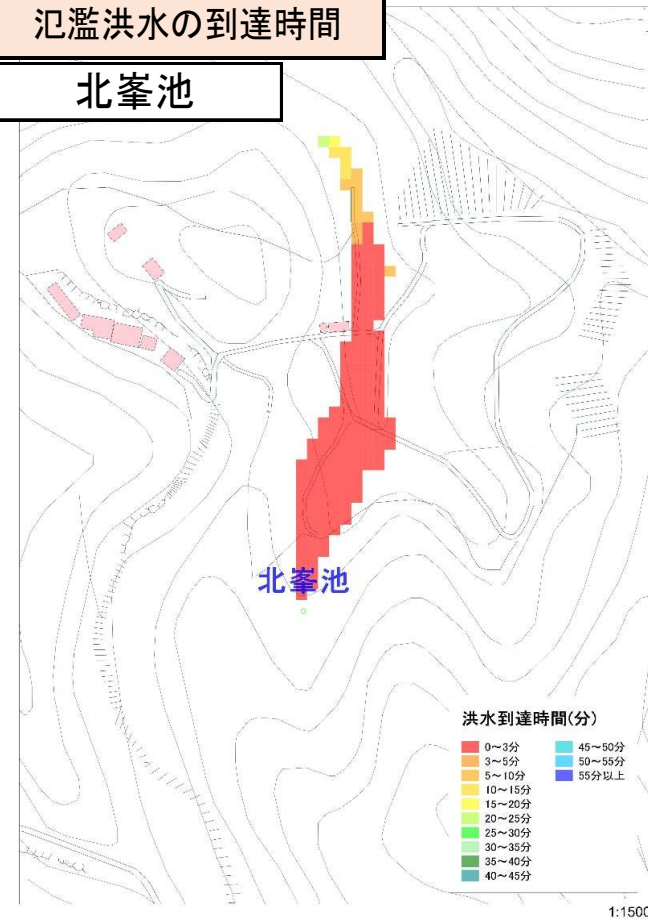 氾濫洪水の到達時間
北峯池
北峯池
洪水到達時間(分)
0～3分
3～5分
5～10分
10～15分
15～20分
20～25分
25～30分
30～35分
35～40分
40～45分
45～50分
50～55分
55分以上
1:1500